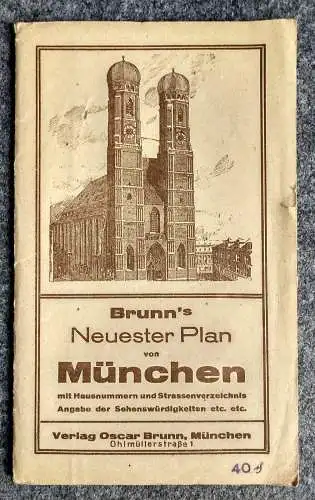 Brunn's
Neuester Plan
von
München
mit Hausnummern und Strassenverzeichnis
Angabe der Sehenswürdigkeiten etc. etc.
Verlag Oscar Brunn, München
Ohlmüllerstraße 1
40 ₰